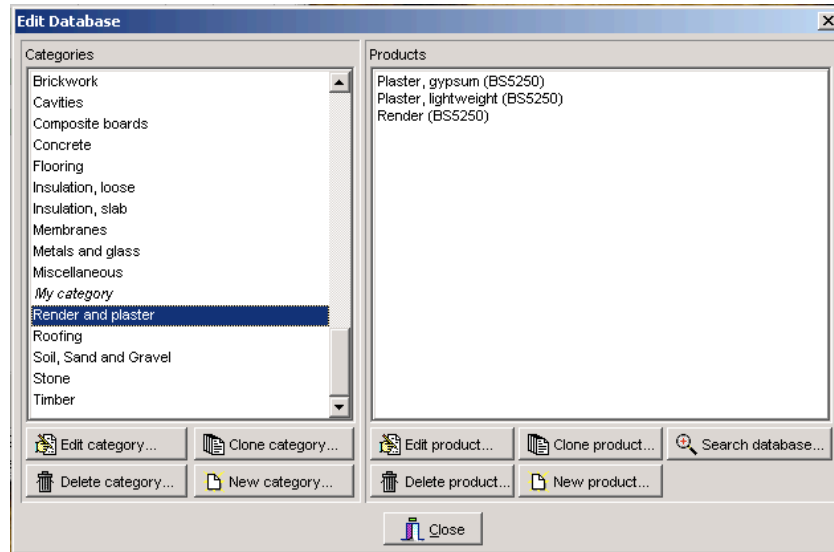 Edit Database
Categories
Brickwork
Cavities
Composite boards
Concrete
Flooring
Insulation, loose
Insulation, slab
Membranes
Metals and glass
Miscellaneous
My category
Render and plaster
Roofing
Soil, Sand and Gravel
Stone
Timber
Edit category...
Clone category...
Delete category...
New category...
Products
Plaster, gypsum (BS5250)
Plaster, lightweight (BS5250)
Render (BS5250)
Edit product...
Clone product...
Search database...
Delete product...
New product...
Close